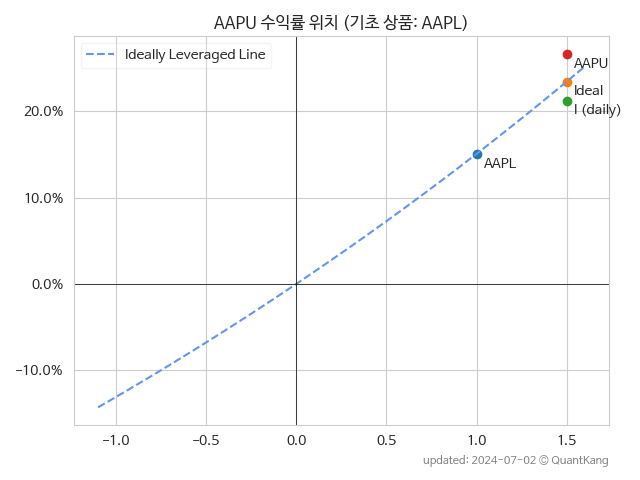 AAPU 수익률 위치 (기초 상품: AAPL)
Ideally Leveraged Line
AAPU
Ideal
I (daily)
AAPL
20.0%
10.0%
0.0%
−10.0%
−1.0
−0.5
0.0
0.5
1.0
1.5
updated: 2024-07-02 © QuantKang